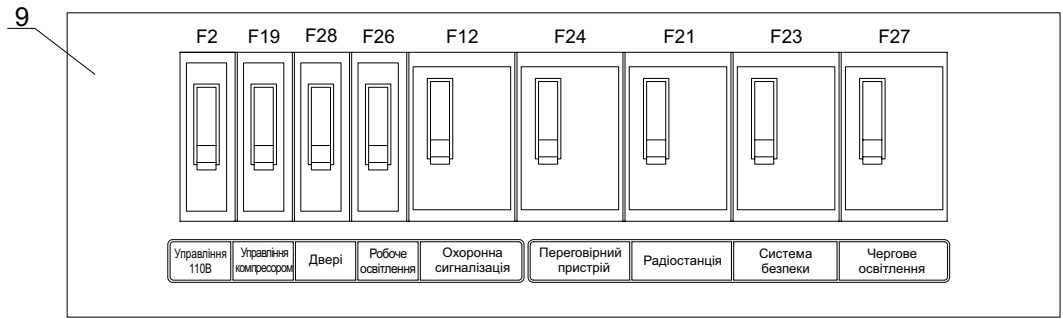 9
F2 F19 F28 F26 F12 F24 F21 F23 F27
Управління
110В
Управління
компресором
Двері
Робоче
освітлення
Охоронна
сигналізація
Переговірний
пристрій
Радіостанція
Система
безпеки
Чергове
освітлення